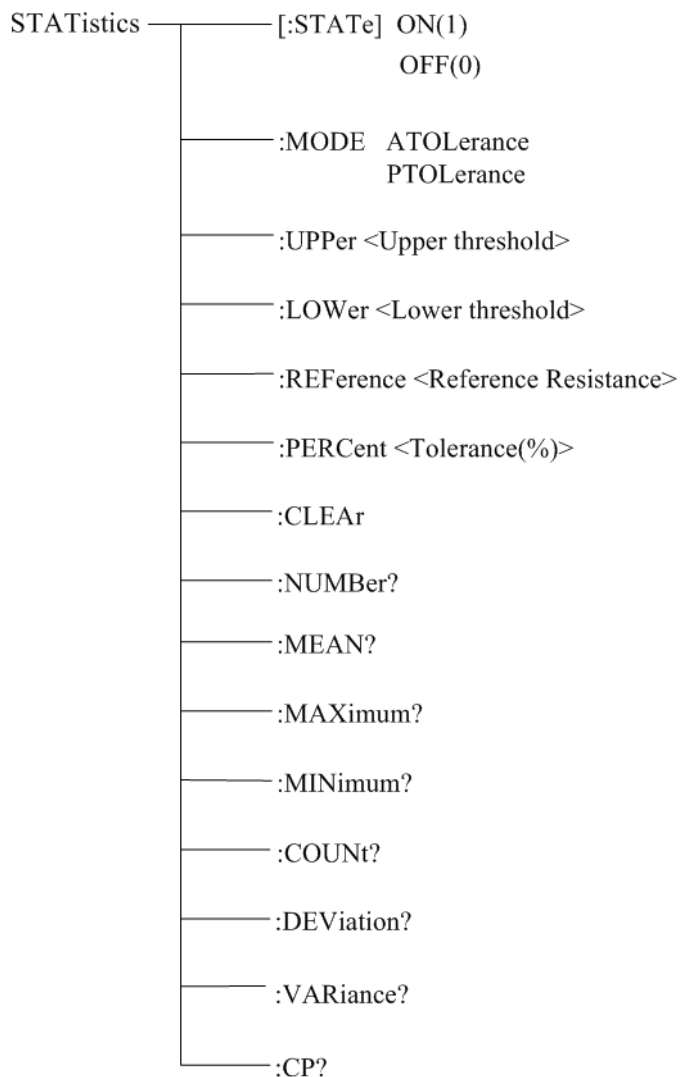 STATistics [:STATe] ON(1)
OFF(0)
:MODE ATOLerance
PTOLerance
:UPPer <Upper threshold>
:LOWer <Lower threshold>
:REFerence <Reference Resistance>
:PERCent <Tolerance(%)>
:CLEAr
:NUMBer?
:MEAN?
:MAXimum?
:MINimum?
:COUNt?
:DEViation?
:VARiance?
:CP?